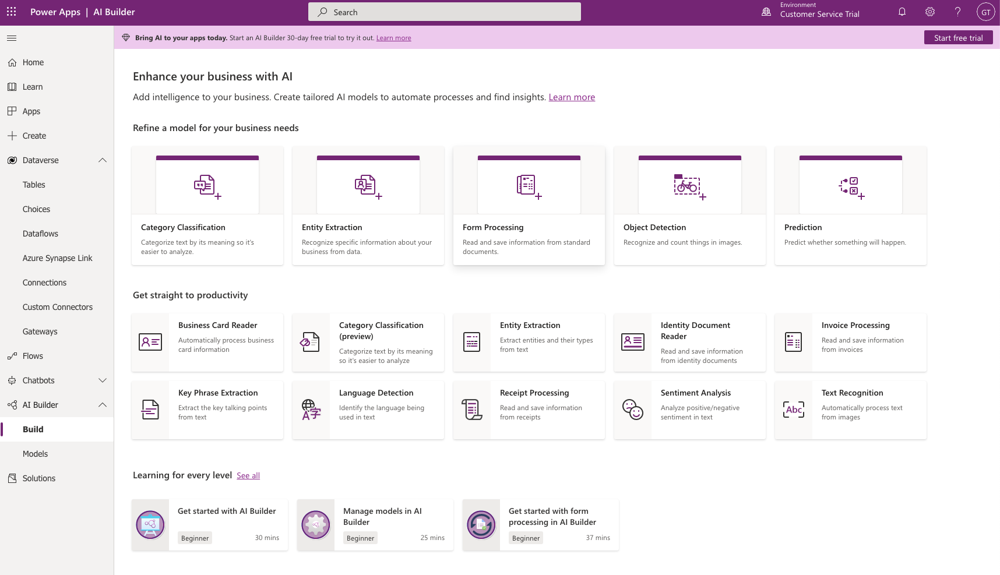 Power Apps | AI Builder
Search
Environment
Customer Service Trial
GT
Bring AI to your apps today. Start an AI Builder 30-day free trial to try it out. Learn more
Start free trial
Home
Learn
Apps
Create
Dataverse
Tables
Choices
Dataflows
Azure Synapse Link
Connections
Custom Connectors
Gateways
Flows
Chatbots
AI Builder
Build
Models
Solutions
Enhance your business with AI
Add intelligence to your business. Create tailored AI models to automate processes and find insights. Learn more
Refine a model for your business needs
Category Classification
Categorize text by its meaning so it's
easier to analyze.
Entity Extraction
Recognize specific information about your
business from data.
Form Processing
Read and save information from standard
documents.
Object Detection
Recognize and count things in images.
Prediction
Predict whether something will happen.
Get straight to productivity
Business Card Reader
Automatically process business
card information
Category Classification
(preview)
Categorize text by its meaning
so it's easier to analyze
Entity Extraction
Extract entities and their types
from text
Identity Document
Reader
Read and save information
from identity documents
Invoice Processing
Read and save information
from invoices
Key Phrase Extraction
Extract the key talking points
from text
A字
Language Detection
Identify the language being
used in text
Receipt Processing
Read and save information
from receipts
Sentiment Analysis
Analyze positive/negative
sentiment in text
Abc
Text Recognition
Automatically process text
from images
Learning for every level See all
Get started with AI Builder
Beginner 30 mins
Manage models in AI
Builder
Beginner 25 mins
Get started with form
processing in AI Builder
Beginner 37 mins